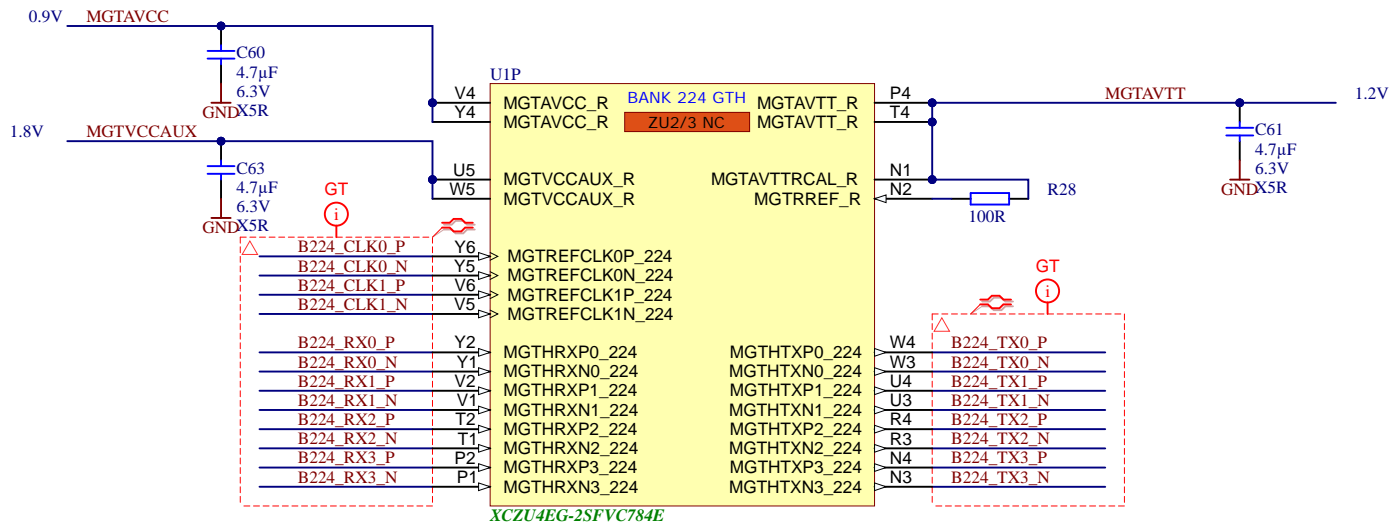 0.9V MGTAVCC
C60
4.7µF
6.3V
X5R
GND
1.8V MGTVCCAUX
C63
4.7µF
6.3V
X5R
GND
U1P
BANK 224 GTH
ZU2/3 NC
V4 MGTAVCC_R
Y4 MGTAVCC_R
U5 MGTVCCAUX_R
W5 MGTVCCAUX_R
MGTAVTT_R P4
MGTAVTT_R T4
MGTAVTTRCAL_R N1
MGTRREF_R N2
R28
100R
MGTAVTT 1.2V
C61
4.7µF
6.3V
X5R
GND
GT
i
B224_CLK0_P Y6 MGTREFCLK0P_224
B224_CLK0_N Y5 MGTREFCLK0N_224
B224_CLK1_P V6 MGTREFCLK1P_224
B224_CLK1_N V5 MGTREFCLK1N_224
B224_RX0_P Y2 MGTHRXP0_224
B224_RX0_N Y1 MGTHRXN0_224
B224_RX1_P V2 MGTHRXP1_224
B224_RX1_N V1 MGTHRXN1_224
B224_RX2_P T2 MGTHRXP2_224
B224_RX2_N T1 MGTHRXN2_224
B224_RX3_P P2 MGTHRXP3_224
B224_RX3_N P1 MGTHRXN3_224
GT
i
MGTHTXP0_224 W4 B224_TX0_P
MGTHTXN0_224 W3 B224_TX0_N
MGTHTXP1_224 U4 B224_TX1_P
MGTHTXN1_224 U3 B224_TX1_N
MGTHTXP2_224 R4 B224_TX2_P
MGTHTXN2_224 R3 B224_TX2_N
MGTHTXP3_224 N4 B224_TX3_P
MGTHTXN3_224 N3 B224_TX3_N
XCZU4EG-2SFVC784E